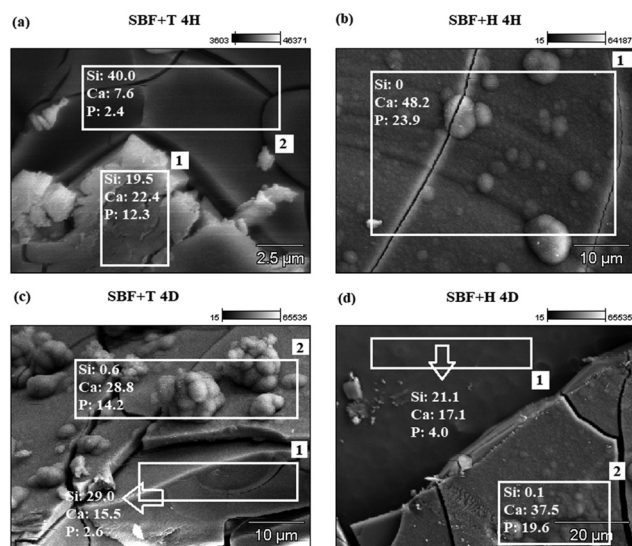 (a) SBF+T 4H
3603 46371
Si: 40.0
Ca: 7.6
P: 2.4
2
1
Si: 19.5
Ca: 22.4
P: 12.3
2.5 µm
(b) SBF+H 4H
15 64187
1
Si: 0
Ca: 48.2
P: 23.9
10 µm
(c) SBF+T 4D
15 65535
2
Si: 0.6
Ca: 28.8
P: 14.2
1
Si: 29.0
Ca: 15.5
P: 2.6
10 µm
(d) SBF+H 4D
15 65535
1
Si: 21.1
Ca: 17.1
P: 4.0
2
Si: 0.1
Ca: 37.5
P: 19.6
20 µm